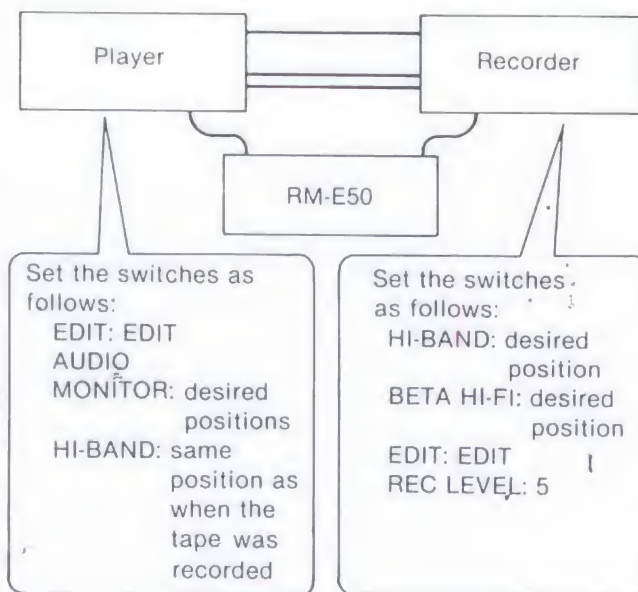 Player
Recorder
RM-E50
Set the switches as
follows:
EDIT: EDIT
AUDIO
MONITOR: desired
positions
HI-BAND: same
position as
when the
tape was
recorded
Set the switches
as follows:
HI-BAND: desired
position
BETA HI-FI: desired
position
EDIT: EDIT
REC LEVEL: 5